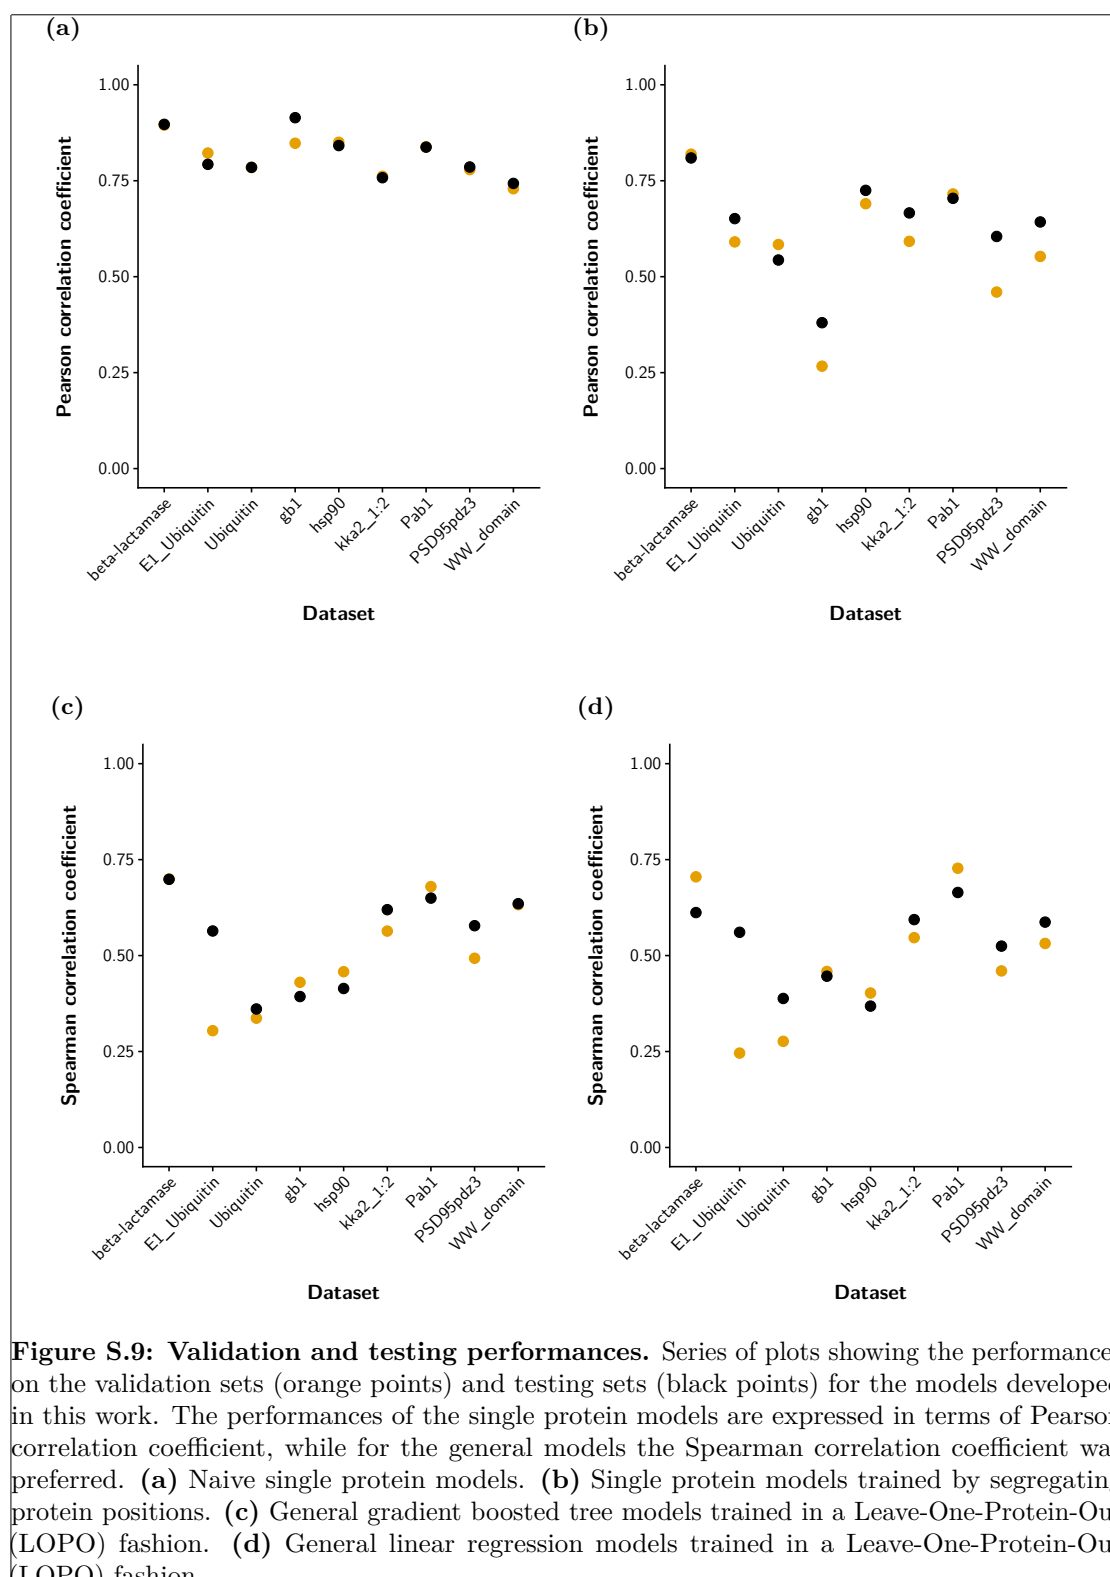 (a)
(b)
1.00
0.75
0.50
0.25
0.00
Pearson correlation coefficient
beta-lactamase
E1_Ubiquitin
Ubiquitin
gb1
hsp90
kka2_1:2
Pab1
PSD95pdz3
WW_domain
Dataset
1.00
0.75
0.50
0.25
0.00
Pearson correlation coefficient
beta-lactamase
E1_Ubiquitin
Ubiquitin
gb1
hsp90
kka2_1:2
Pab1
PSD95pdz3
WW_domain
Dataset
(c)
(d)
1.00
0.75
0.50
0.25
0.00
Spearman correlation coefficient
beta-lactamase
E1_Ubiquitin
Ubiquitin
gb1
hsp90
kka2_1:2
Pab1
PSD95pdz3
WW_domain
Dataset
1.00
0.75
0.50
0.25
0.00
Spearman correlation coefficient
beta-lactamase
E1_Ubiquitin
Ubiquitin
gb1
hsp90
kka2_1:2
Pab1
PSD95pdz3
WW_domain
Dataset
Figure S.9: Validation and testing performances. Series of plots showing the performance
on the validation sets (orange points) and testing sets (black points) for the models develope
in this work. The performances of the single protein models are expressed in terms of Pearso
correlation coefficient, while for the general models the Spearman correlation coefficient wa
preferred. (a) Naive single protein models. (b) Single protein models trained by segregatin
protein positions. (c) General gradient boosted tree models trained in a Leave-One-Protein-Ou
(LOPO) fashion. (d) General linear regression models trained in a Leave-One-Protein-Ou
(LOPO) fashion